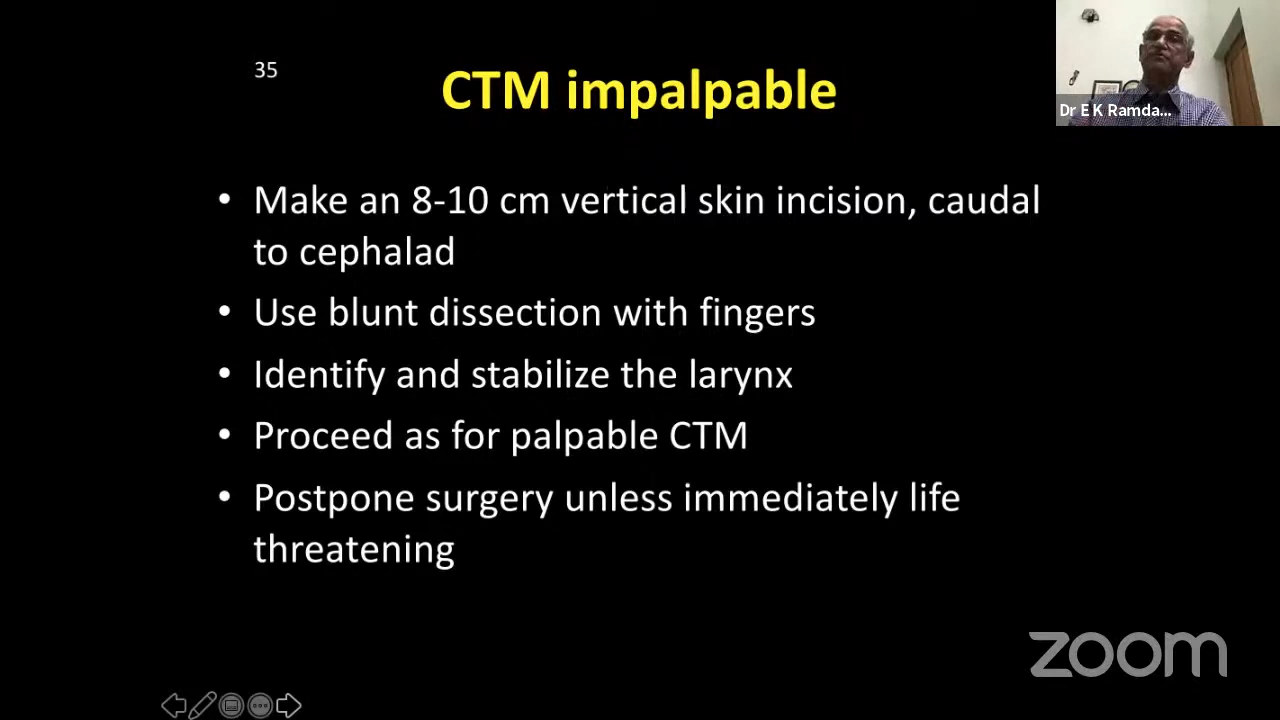 35
CTM impalpable
Dr E K Ramda...
• Make an 8-10 cm vertical skin incision, caudal
to cephalad
• Use blunt dissection with fingers
• Identify and stabilize the larynx
• Proceed as for palpable CTM
• Postpone surgery unless immediately life
threatening
zoom